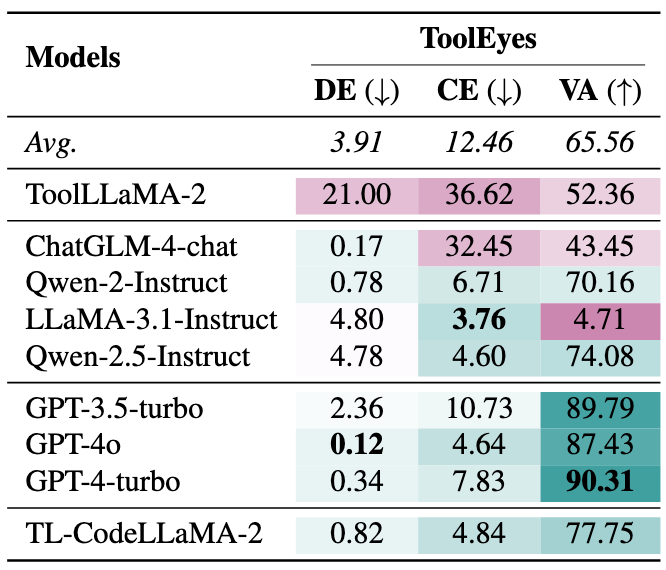 Models ToolEyes
DE (↓) CE (↓) VA (↑)
Avg. 3.91 12.46 65.56
ToolLLaMA-2 21.00 36.62 52.36
ChatGLM-4-chat 0.17 32.45 43.45
Qwen-2-Instruct 0.78 6.71 70.16
LLaMA-3.1-Instruct 4.80 3.76 4.71
Qwen-2.5-Instruct 4.78 4.60 74.08
GPT-3.5-turbo 2.36 10.73 89.79
GPT-4o 0.12 4.64 87.43
GPT-4-turbo 0.34 7.83 90.31
TL-CodeLLaMA-2 0.82 4.84 77.75